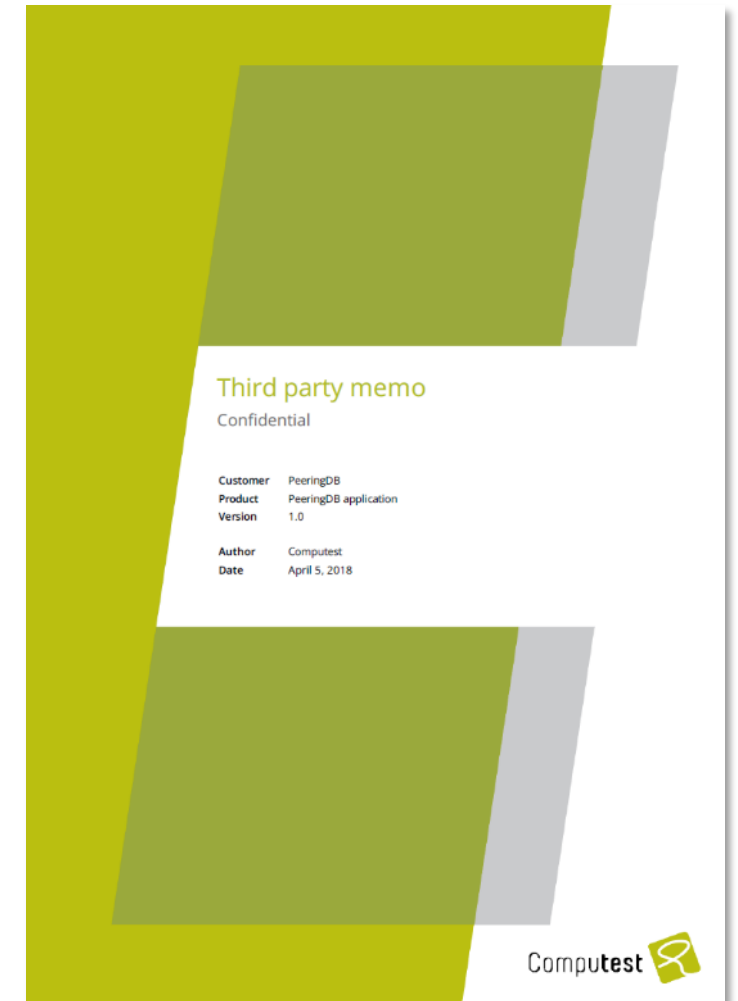 Third party memo
Confidential
Customer PeeringDB
Product PeeringDB application
Version 1.0
Author Computest
Date April 5, 2018
Computest